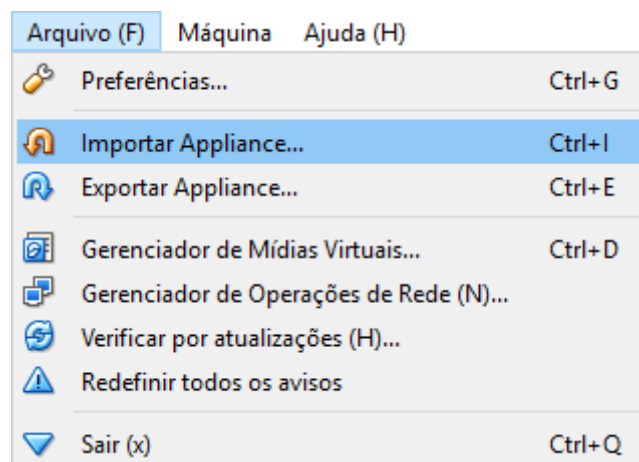 Arquivo (F) Máquina Ajuda (H)
Preferências... Ctrl+G
Importar Appliance... Ctrl+I
Exportar Appliance... Ctrl+E
Gerenciador de Mídias Virtuais... Ctrl+D
Gerenciador de Operações de Rede (N)...
Verificar por atualizações (H)...
Redefinir todos os avisos
Sair (x) Ctrl+Q